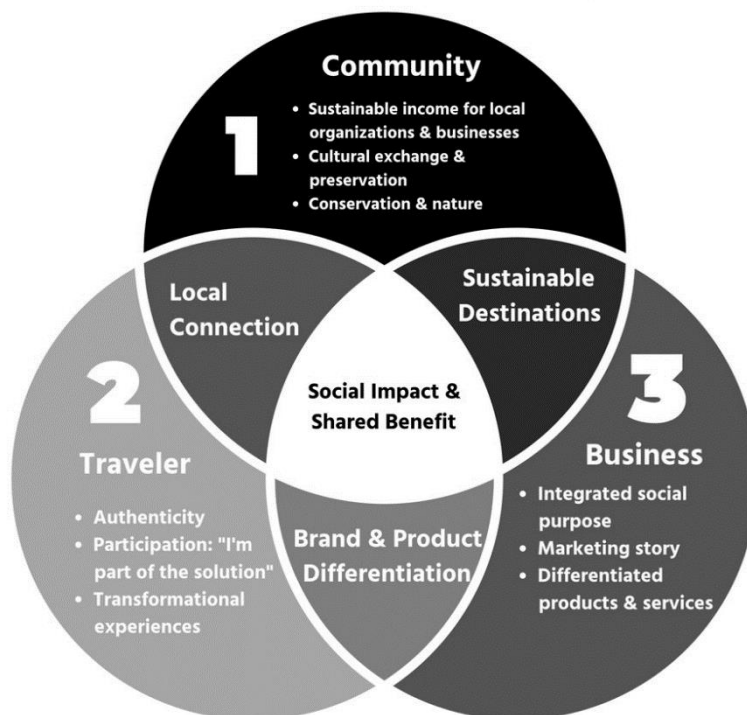 Community
1
• Sustainable income for local
organizations & businesses
• Cultural exchange &
preservation
• Conservation & nature
Local
Connection
Sustainable
Destinations
Social Impact &
Shared Benefit
2
Traveler
• Authenticity
• Participation: "I'm
part of the solution"
• Transformational
experiences
3
Business
• Integrated social
purpose
• Marketing story
• Differentiated
products & services
Brand & Product
Differentiation